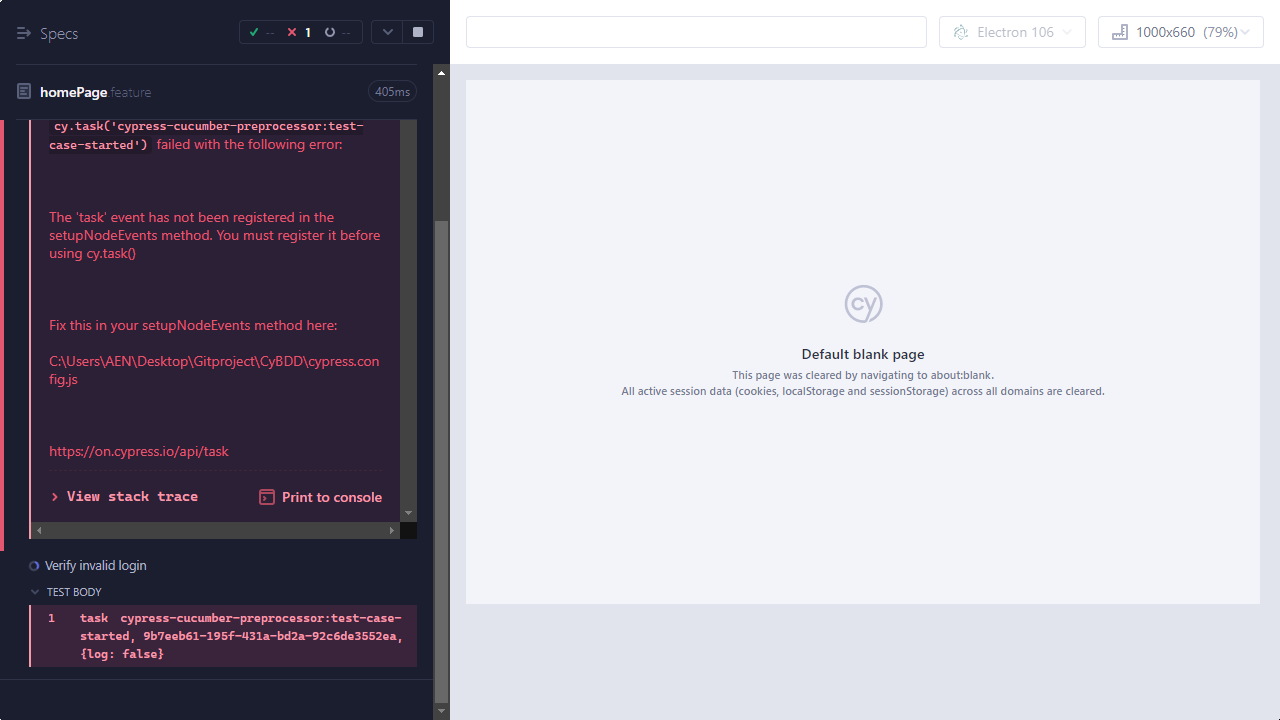 Specs
-- 1 --
Electron 106
1000x660 (79%)
homePage.feature
405ms
cy.task('cypress-cucumber-preprocessor:test-
case-started') failed with the following error:
The 'task' event has not been registered in the
setupNodeEvents method. You must register it before
using cy.task()
Fix this in your setupNodeEvents method here:
C:\Users\AEN\Desktop\Gitproject\CyBDD\cypress.con
fig.js
https://on.cypress.io/api/task
View stack trace
Print to console
Verify invalid login
TEST BODY
1 task cypress-cucumber-preprocessor:test-case-
started, 9b7eeb61-195f-431a-bd2a-92c6de3552ea,
{log: false}
cy
Default blank page
This page was cleared by navigating to about:blank.
All active session data (cookies, localStorage and sessionStorage) across all domains are cleared.